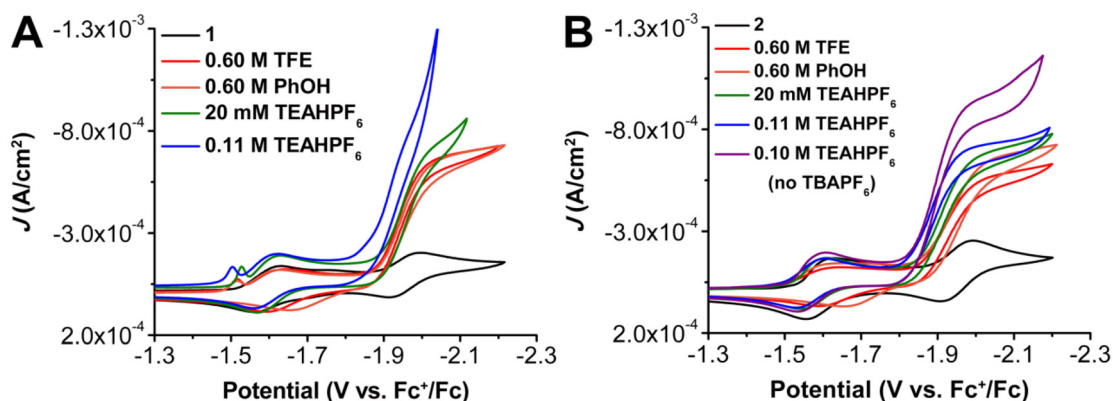 A
-1.3x10⁻³
-8.0x10⁻⁴
-3.0x10⁻⁴
2.0x10⁻⁴
J (A/cm²)
1
0.60 M TFE
0.60 M PhOH
20 mM TEAHPF₆
0.11 M TEAHPF₆
-1.3
-1.5
-1.7
-1.9
-2.1
-2.3
Potential (V vs. Fc⁺/Fc)
B
-1.3x10⁻³
-8.0x10⁻⁴
-3.0x10⁻⁴
2.0x10⁻⁴
J (A/cm²)
2
0.60 M TFE
0.60 M PhOH
20 mM TEAHPF₆
0.11 M TEAHPF₆
0.10 M TEAHPF₆
(no TBAPF₆)
-1.3
-1.5
-1.7
-1.9
-2.1
-2.3
Potential (V vs. Fc⁺/Fc)